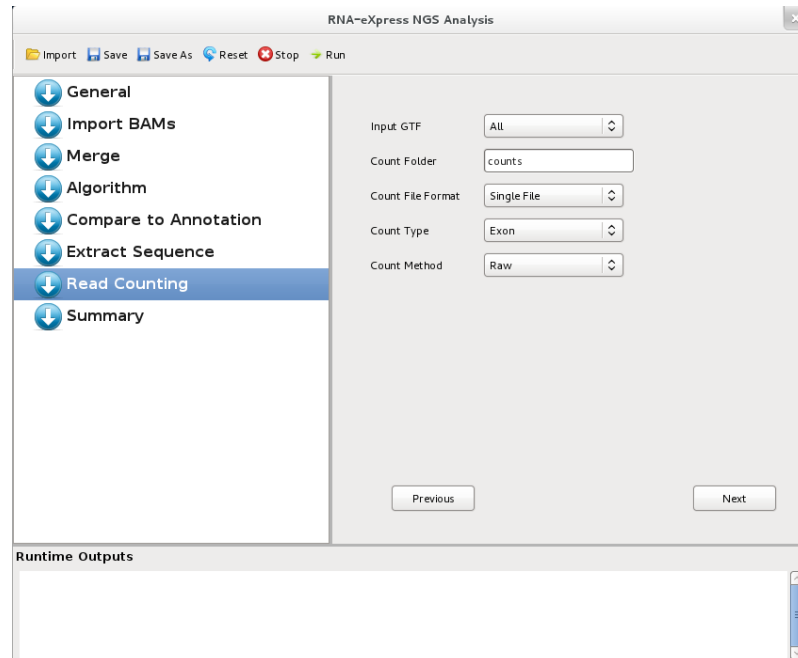 RNA-eXpress NGS Analysis
Import Save Save As Reset Stop Run
General
Import BAMs
Merge
Algorithm
Compare to Annotation
Extract Sequence
Read Counting
Summary
Input GTF All
Count Folder counts
Count File Format Single File
Count Type Exon
Count Method Raw
Previous Next
Runtime Outputs